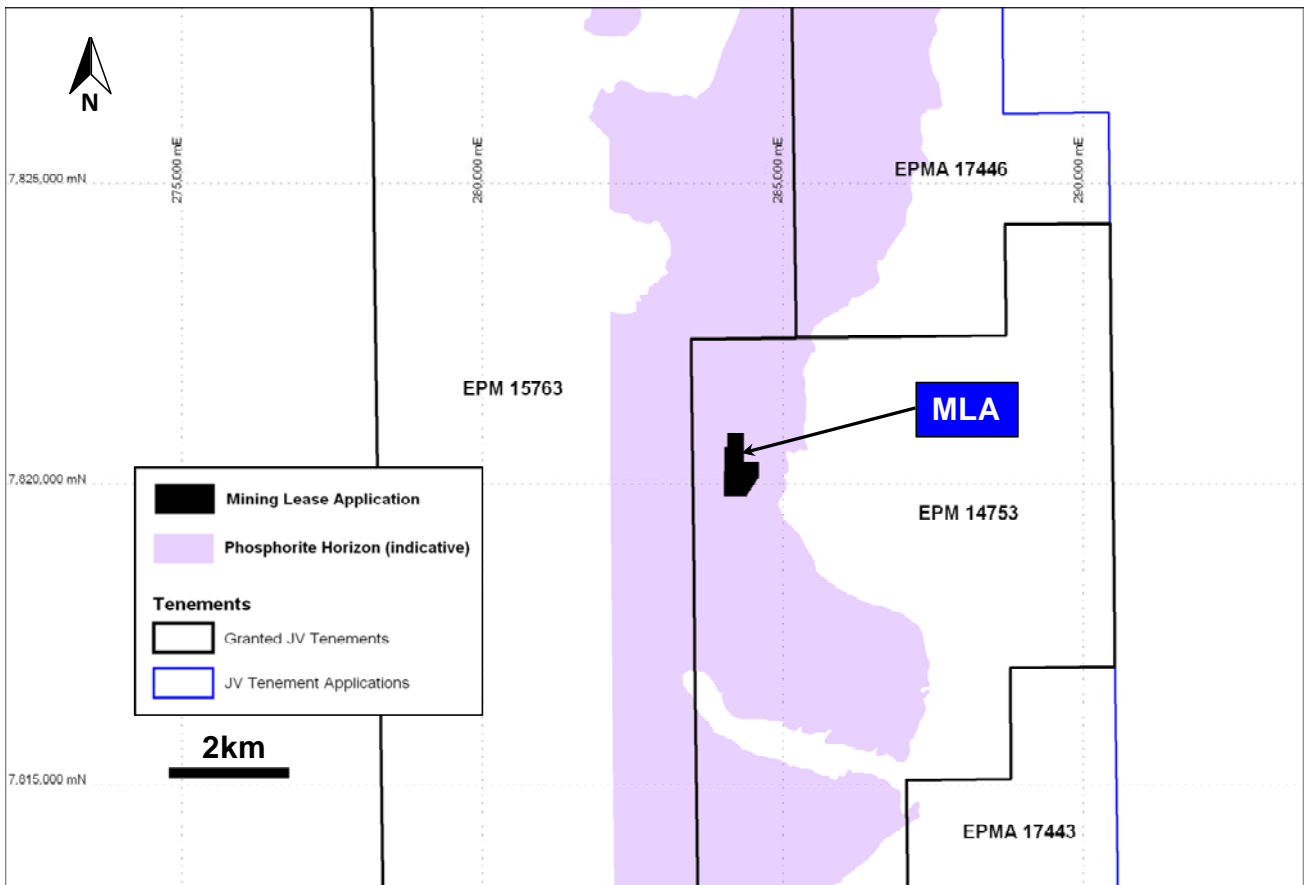 N
275,000 mE
280,000 mE
285,000 mE
290,000 mE
7,825,000 mN
EPMA 17446
EPM 15763
MLA
7,820,000 mN
Mining Lease Application
EPM 14753
Phosphorite Horizon (indicative)
Tenements
Granted JV Tenements
JV Tenement Applications
2km
7,815,000 mN
EPMA 17443